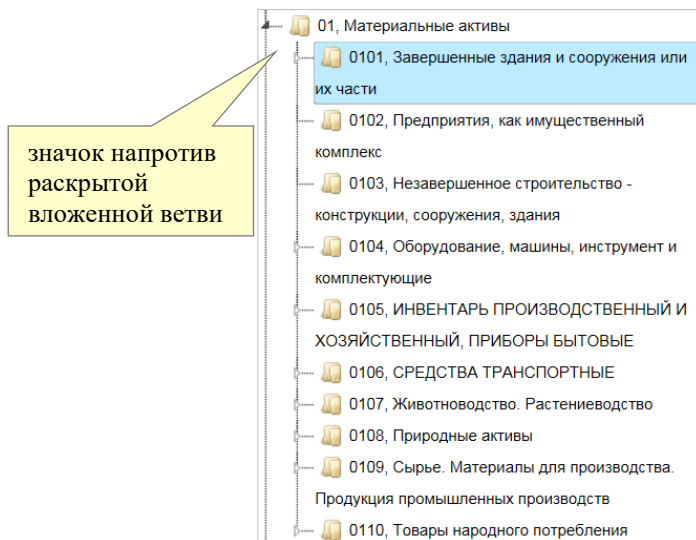 01, Материальные активы
0101, Завершенные здания и сооружения или
их части
0102, Предприятия, как имущественный
комплекс
0103, Незавершенное строительство -
конструкции, сооружения, здания
0104, Оборудование, машины, инструмент и
комплектующие
0105, ИНВЕНТАРЬ ПРОИЗВОДСТВЕННЫЙ И
ХОЗЯЙСТВЕННЫЙ, ПРИБОРЫ БЫТОВЫЕ
0106, СРЕДСТВА ТРАНСПОРТНЫЕ
0107, Животноводство. Растениеводство
0108, Природные активы
0109, Сырье. Материалы для производства.
Продукция промышленных производств
0110, Товары народного потребления
значок напротив
раскрытой
вложенной ветви